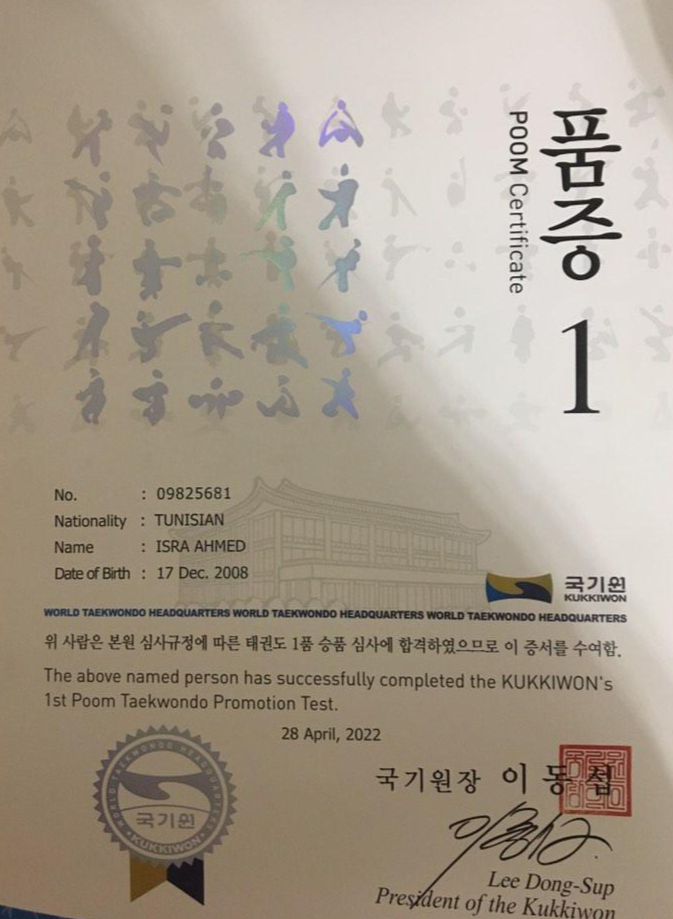 품증 1
POOM Certificate
No. : 09825681
Nationality : TUNISIAN
Name : ISRA AHMED
Date of Birth : 17 Dec. 2008
국기원
KUKKIWON
WORLD TAEKWONDO HEADQUARTERS WORLD TAEKWONDO HEADQUARTERS WORLD TAEKWONDO HEADQUARTERS
위 사람은 본원 심사규정에 따른 태권도 1품 승품 심사에 합격하였으므로 이 증서를 수여함.
The above named person has successfully completed the KUKKIWON's
1st Poom Taekwondo Promotion Test.
28 April, 2022
WORLD TAEKWONDO HEADQUARTERS
국기원
KUKKIWON
국기원장 이동섭
Lee Dong-Sup
President of the Kukkiwon